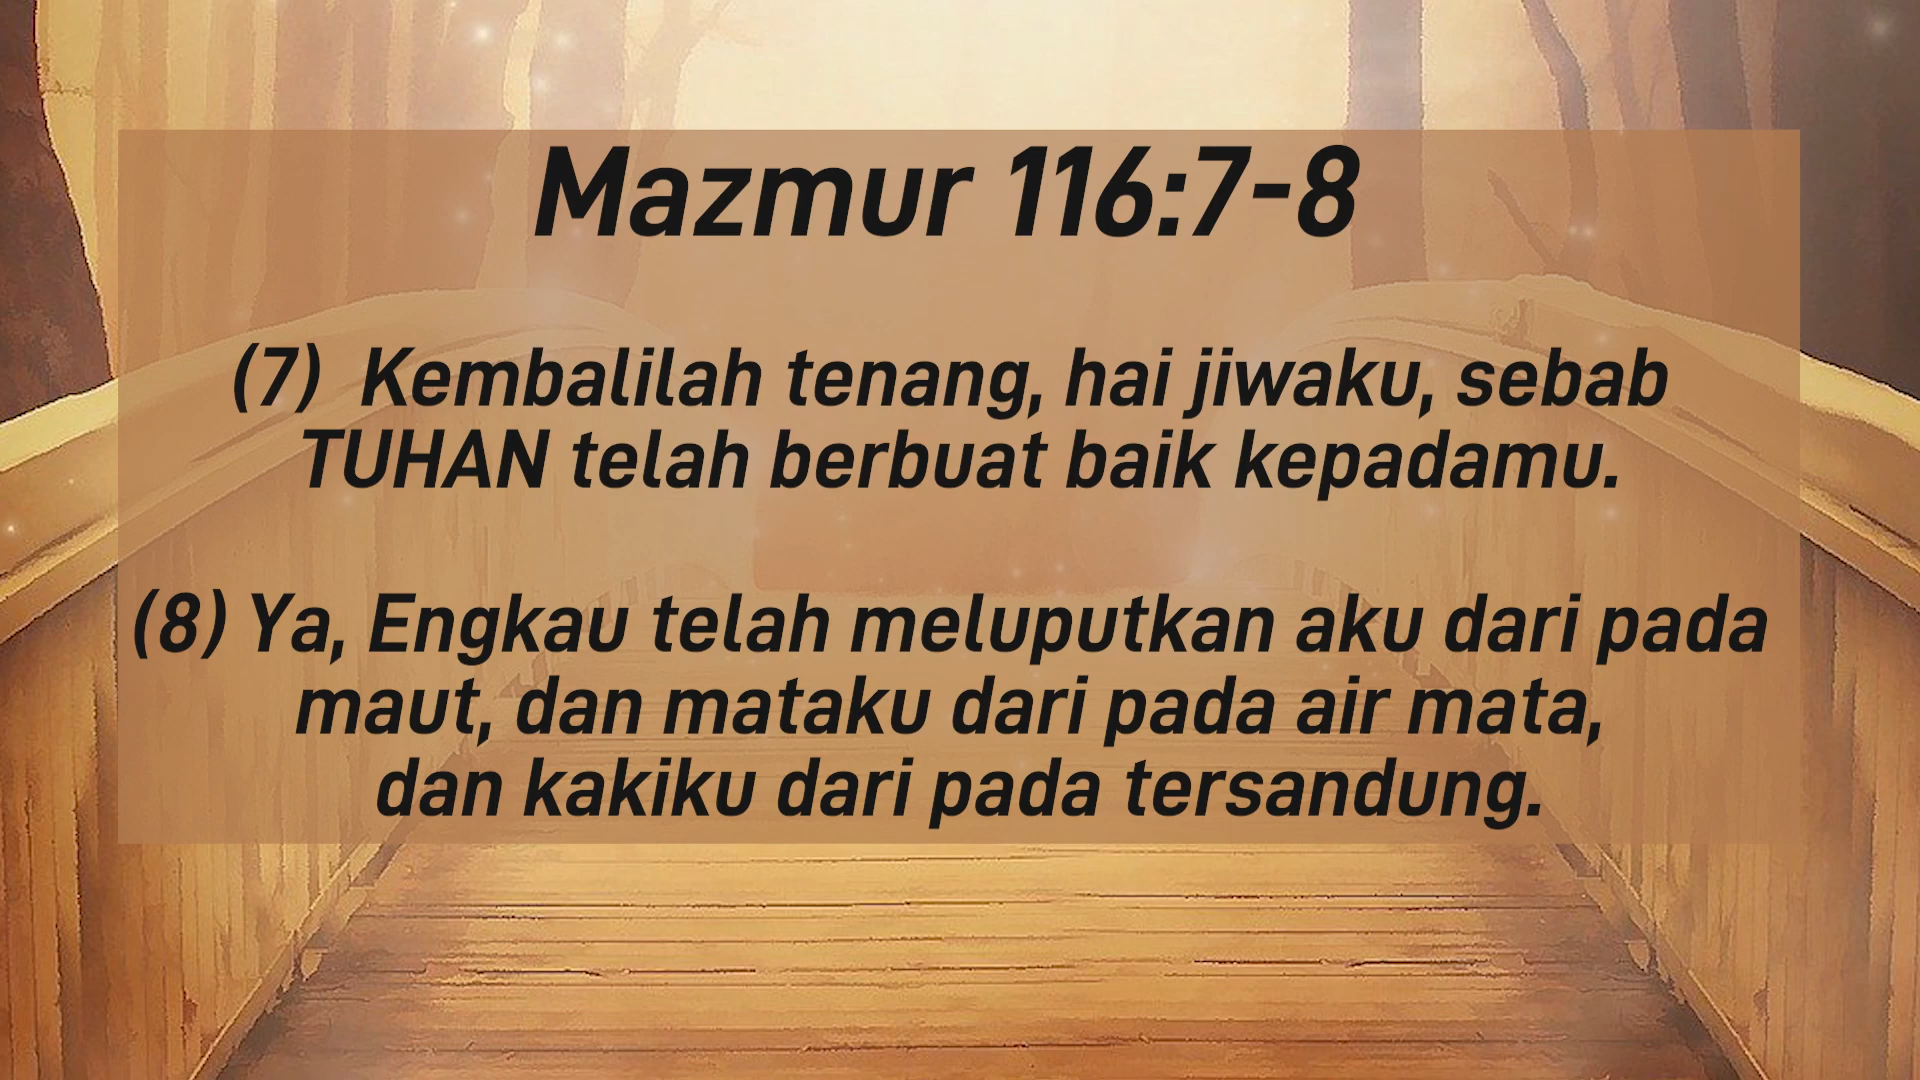 Mazmur 116:7-8
(7) Kembalilah tenang, hai jiwaku, sebab
TUHAN telah berbuat baik kepadamu.
(8) Ya, Engkau telah meluputkan aku dari pada
maut, dan mataku dari pada air mata,
dan kakiku dari pada tersandung.